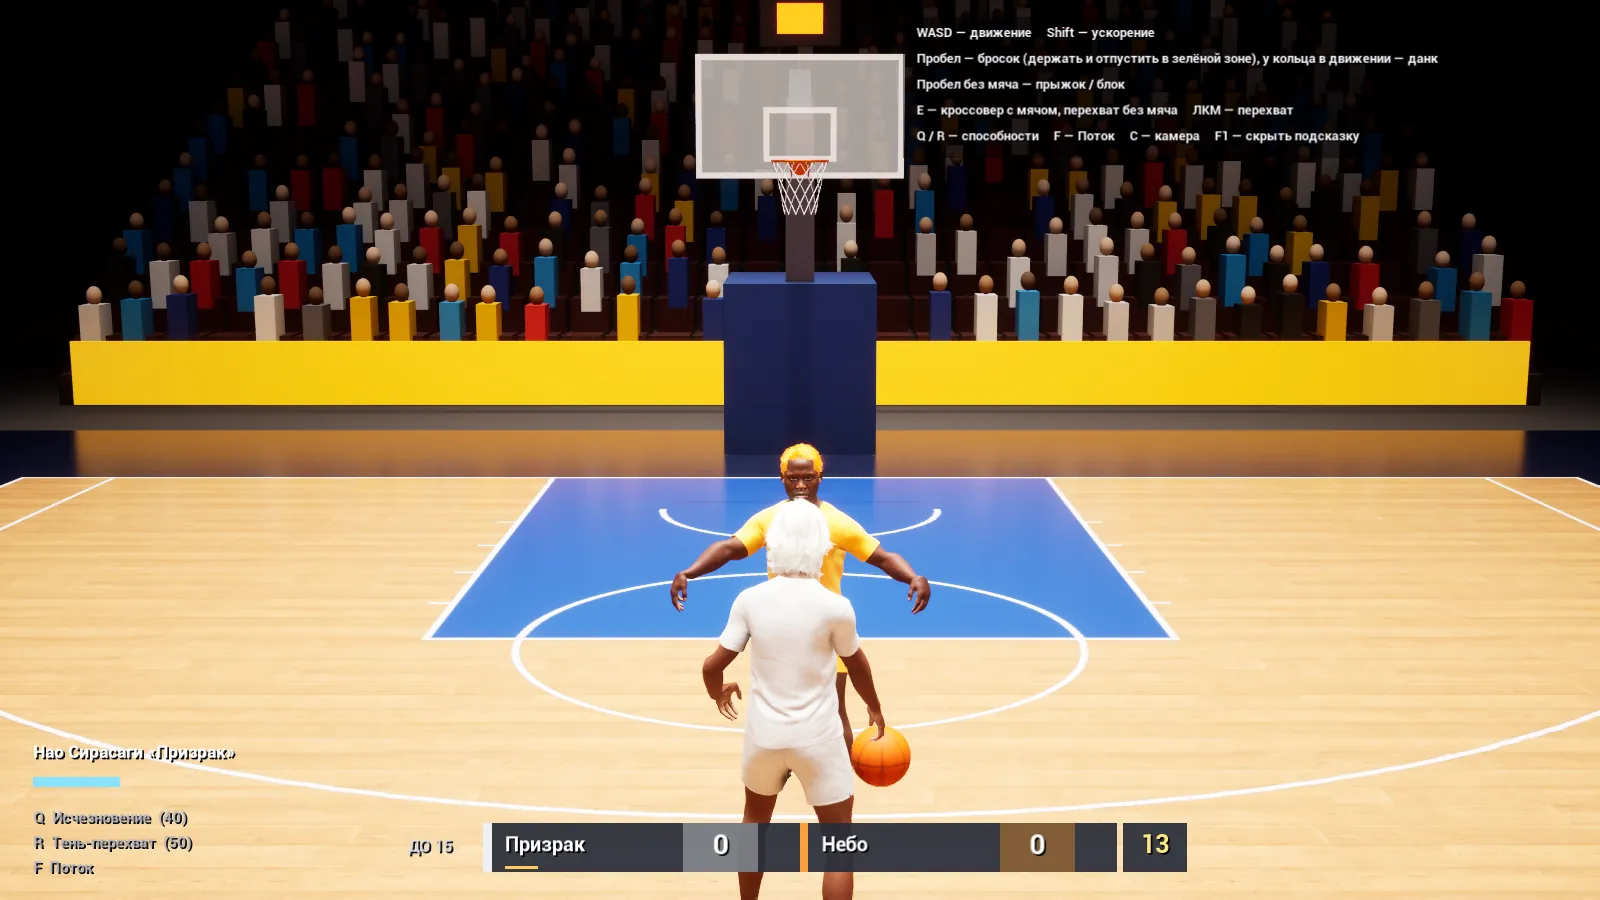 WASD — движение Shift — ускорение
Пробел — бросок (держать и отпустить в зелёной зоне), у кольца в движении — данк
Пробел без мяча — прыжок / блок
E — кроссовер с мячом, перехват без мяча ЛКМ — перехват
Q / R — способности F — Поток C — камера F1 — скрыть подсказку
Нао Сирасаги «Призрак»
Q Исчезновение (40)
R Тень-перехват (50)
F Поток
ДО 15 Призрак 0 Небо 0 13